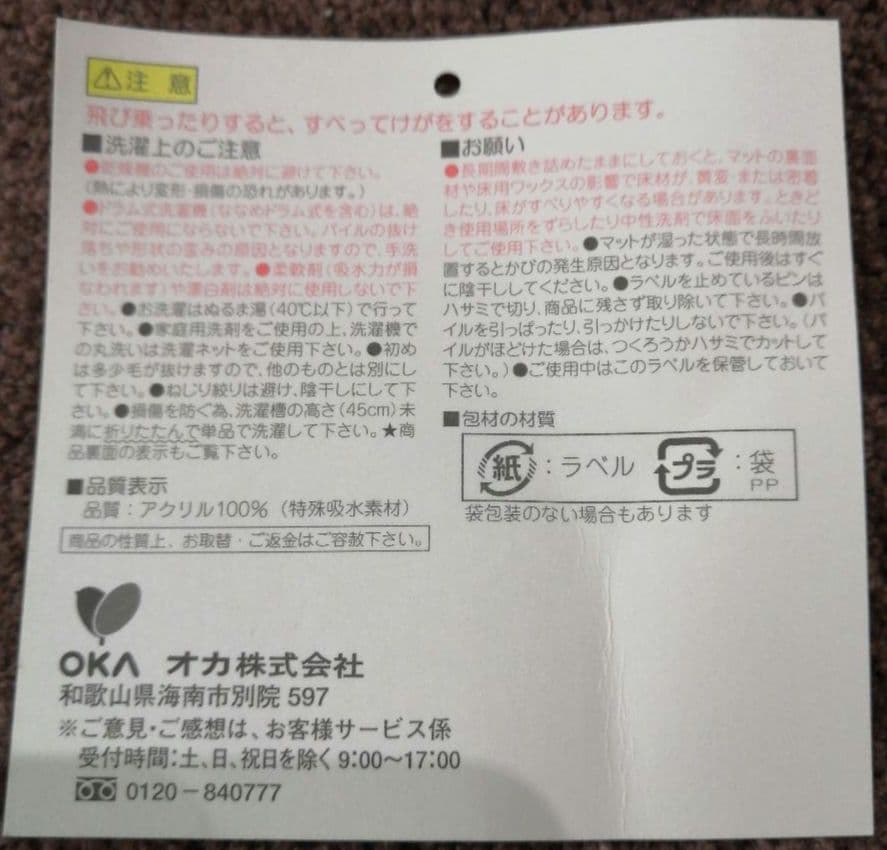 ⚠注意
飛び乗ったりすると、すべってけがをすることがあります。
■洗濯上のご注意
●乾燥機のご使用は絶対に避けて下さい。
(熱により変形・損傷の恐れがあります。)
●ドラム式洗濯機(ななめドラム式を含む)は、絶
対にご使用にならないで下さい。パイルの抜け
落ちや形状の歪みの原因となりますので、手洗
いをお勧めいたします。●柔軟剤(吸水力が損
なわれます)や漂白剤は絶対に使用しないで下
さい。●お洗濯はぬるま湯(40℃以下)で行って
下さい。●家庭用洗剤をご使用の上、洗濯機で
の丸洗いは洗濯ネットをご使用下さい。●初め
は多少毛が抜けますので、他のものとは別にし
て下さい。●ねじり絞りは避け、陰干しにして下
さい。●損傷を防ぐ為、洗濯槽の高さ(45cm)未
満に折りたたんで単品で洗濯して下さい。★商
品裏面の表示もご覧下さい。
■品質表示
品質:アクリル100%(特殊吸水素材)
商品の性質上、お取替・ご返金はご容赦下さい。
■お願い
●長期間敷き詰めたままにしておくと、マットの裏面
材や床用ワックスの影響で床材が、黄変・または密着
したり、床がすべりやすくなる場合があります。ときど
き使用場所をずらしたり中性洗剤で床面をふいたり
してご使用下さい。●マットが湿った状態で長時間放
置するとかびの発生原因となります。ご使用後はすぐ
に陰干ししてください。●ラベルを止めているピンは
ハサミで切り、商品に残さず取り除いて下さい。●パ
イルを引っぱったり、引っかけたりしないで下さい。(パ
イルがほどけた場合は、つくろうかハサミでカットして
下さい。)●ご使用中はこのラベルを保管しておいて
下さい。
■包材の材質
紙:ラベル プラ:袋
PP
袋包装のない場合もあります
OKA オカ株式会社
和歌山県海南市別院 597
※ご意見・ご感想は、お客様サービス係
受付時間:土、日、祝日を除く 9:00〜17:00
0120-840777